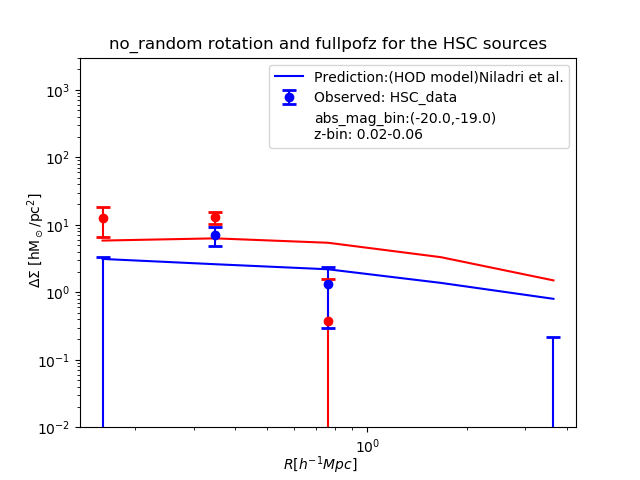 no_random rotation and fullpofz for the HSC sources
Prediction:(HOD model)Niladri et al.
Observed: HSC_data
abs_mag_bin:(-20.0,-19.0)
z-bin: 0.02-0.06
10³
10²
10¹
10⁰
10⁻¹
10⁻²
ΔΣ [hM⊙/pc²]
10⁰
R[h⁻¹Mpc]